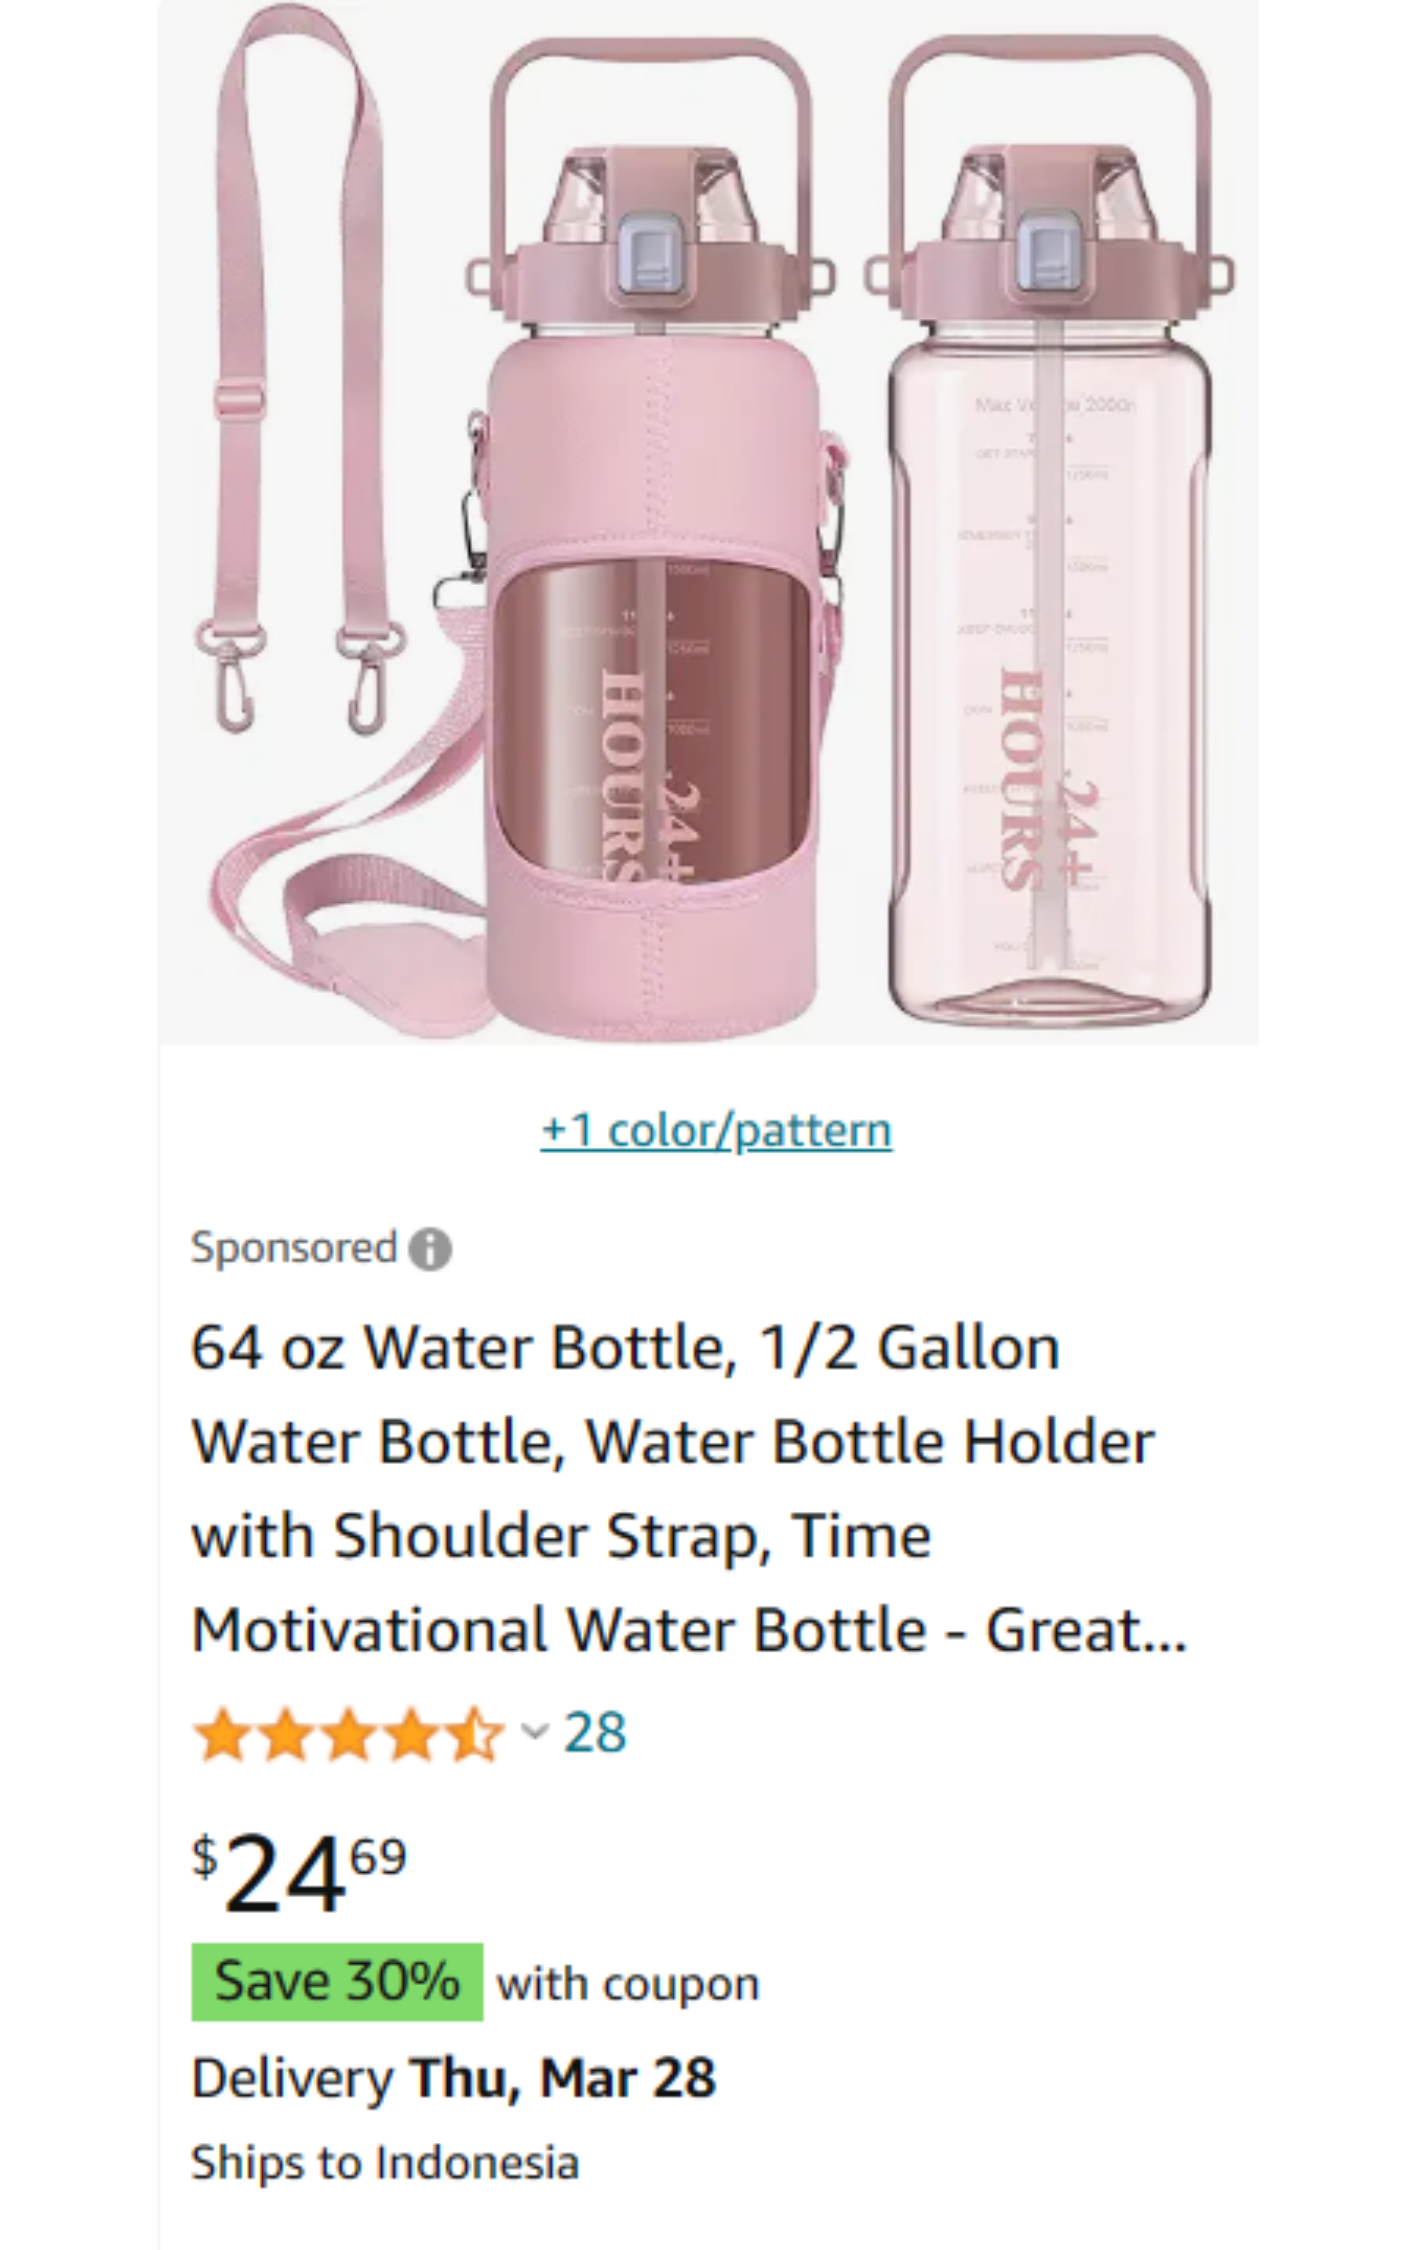 HOURS
24+
HOURS
24+
+1 color/pattern
Sponsored
64 oz Water Bottle, 1/2 Gallon
Water Bottle, Water Bottle Holder
with Shoulder Strap, Time
Motivational Water Bottle - Great...
28
$24 69
Save 30% with coupon
Delivery Thu, Mar 28
Ships to Indonesia